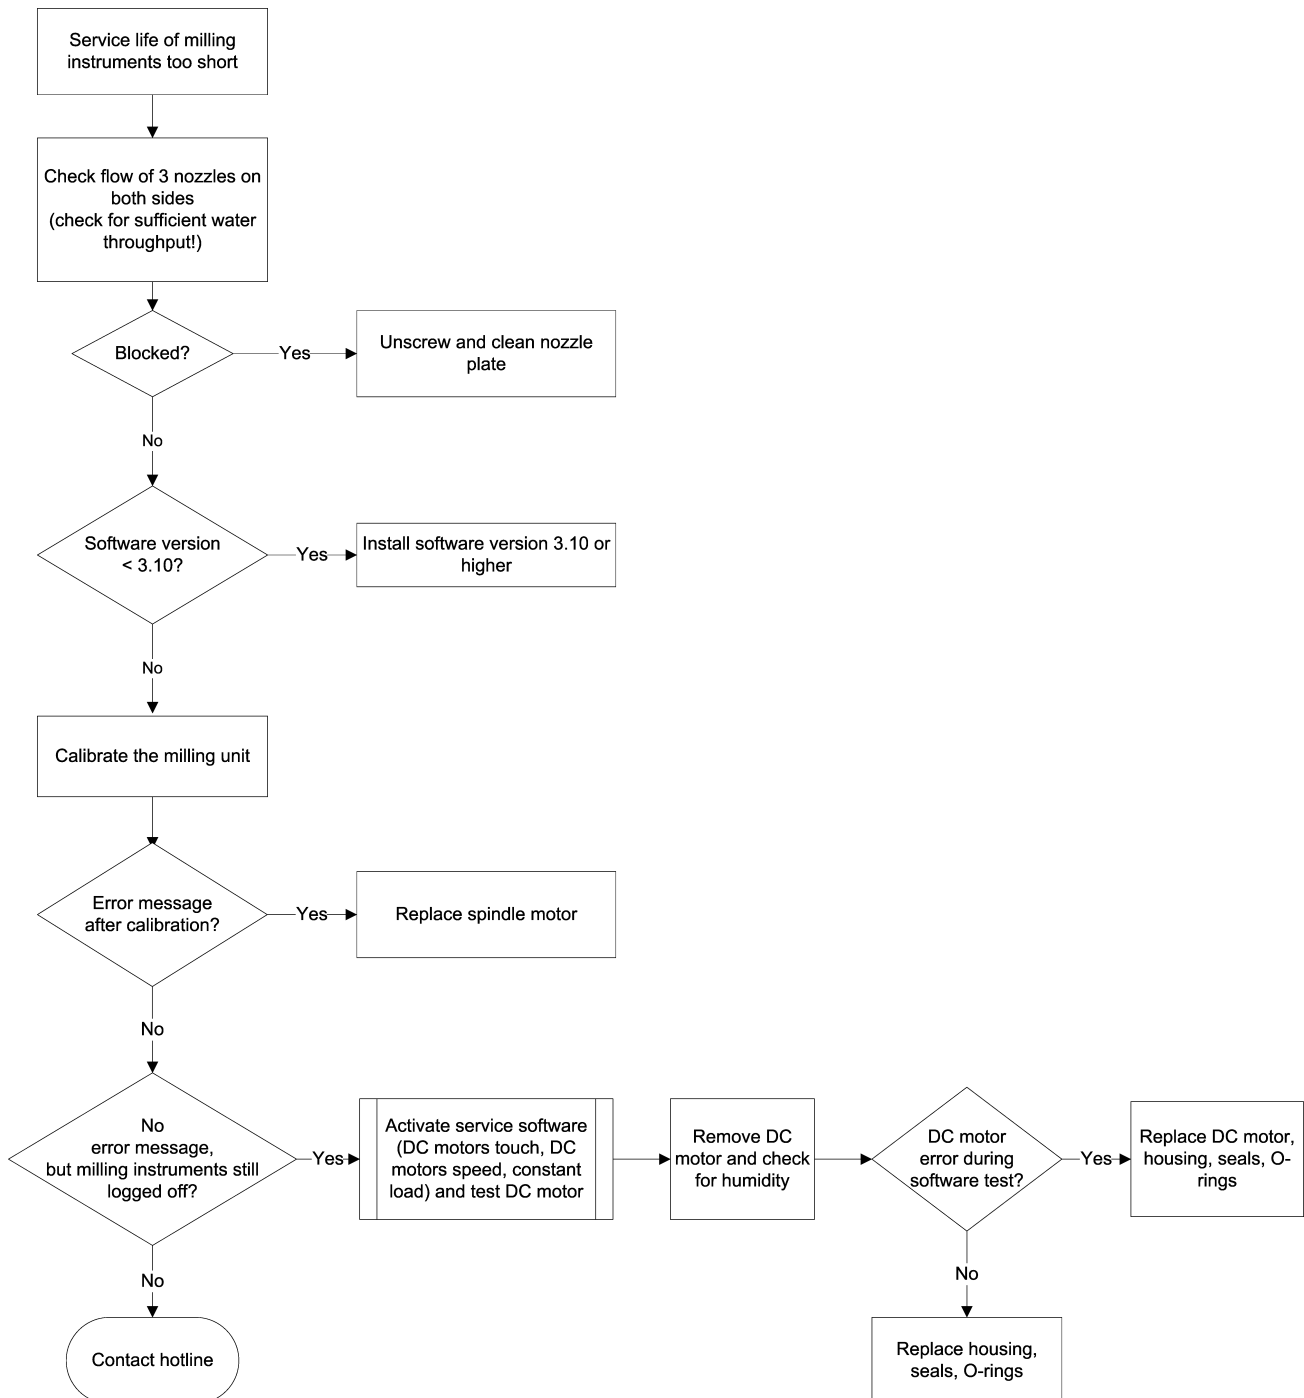 Service life of milling
instruments too short
Check flow of 3 nozzles on
both sides
(check for sufficient water
throughput!)
Blocked?
Yes
Unscrew and clean nozzle
plate
No
Software version
< 3.10?
Yes
Install software version 3.10 or
higher
No
Calibrate the milling unit
Error message
after calibration?
Yes
Replace spindle motor
No
No
error message,
but milling instruments still
logged off?
Yes
Activate service software
(DC motors touch, DC
motors speed, constant
load) and test DC motor
Remove DC
motor and check
for humidity
DC motor
error during
software test?
Yes
Replace DC motor,
housing, seals, O-
rings
No
Contact hotline
No
Replace housing,
seals, O-rings